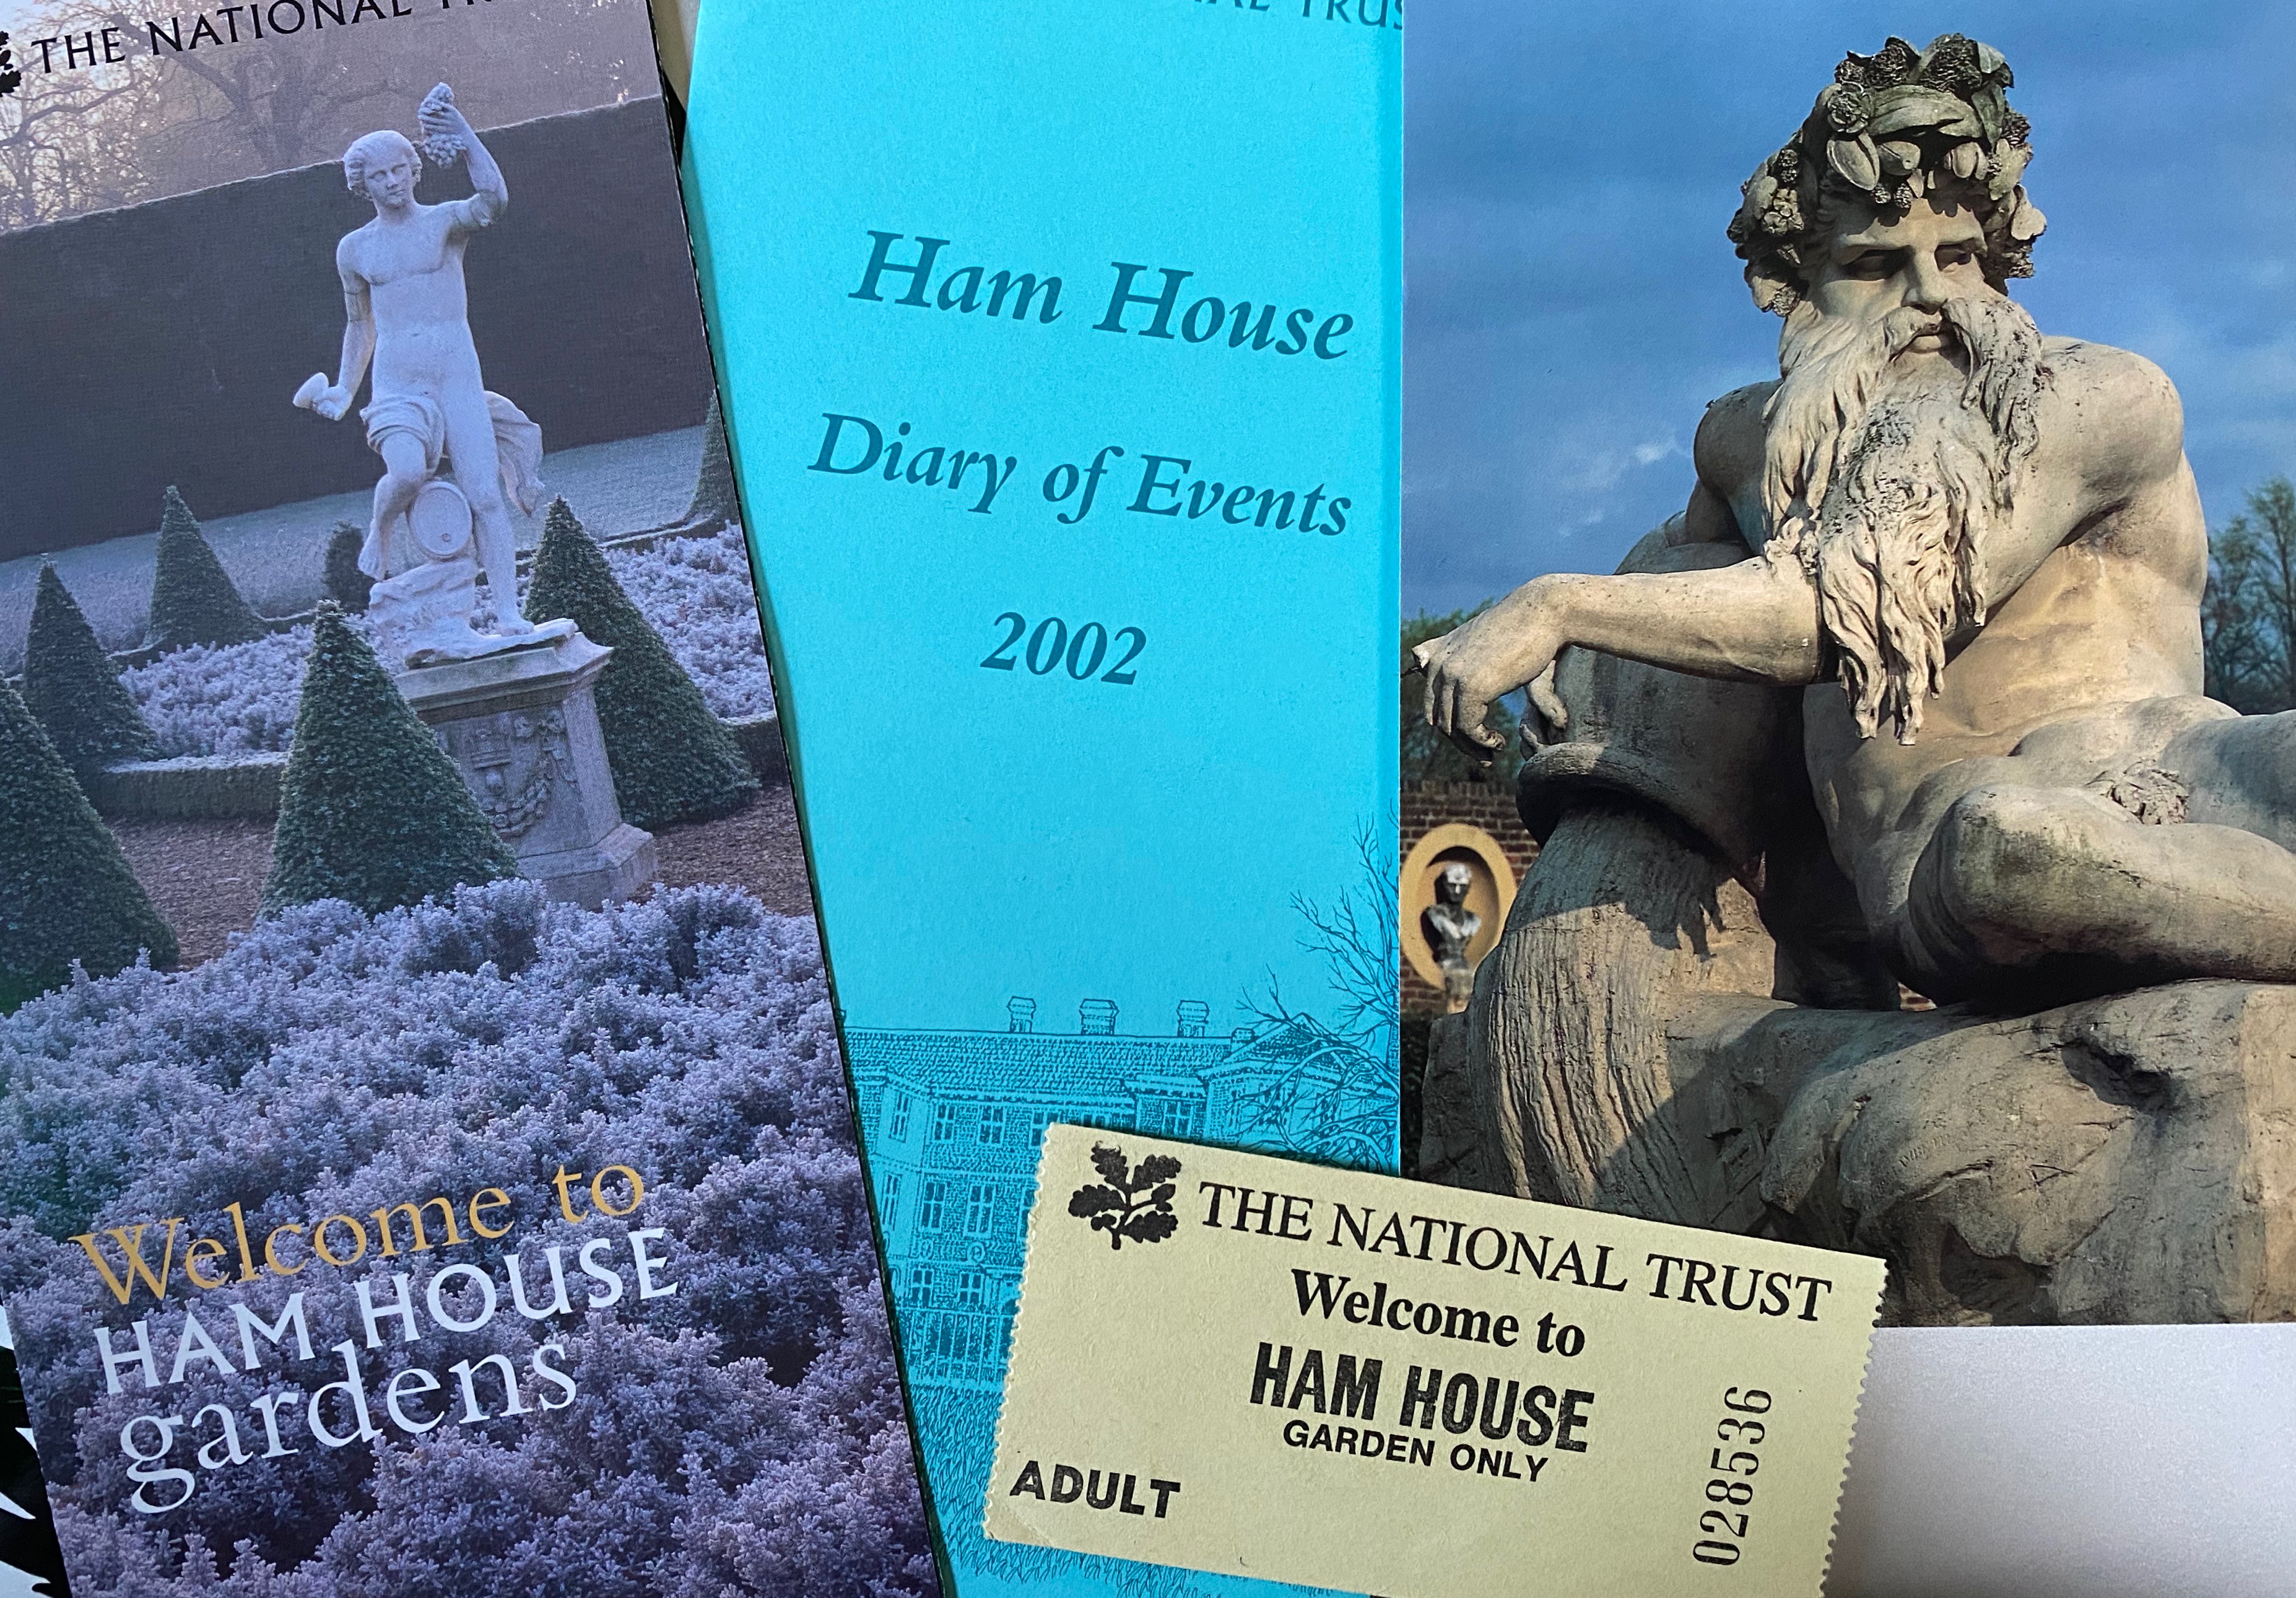 THE NATIONAL
Welcome to
HAM HOUSE
gardens
Ham House
Diary of Events
2002
THE NATIONAL TRUST
Welcome to
HAM HOUSE
GARDEN ONLY
ADULT
028536